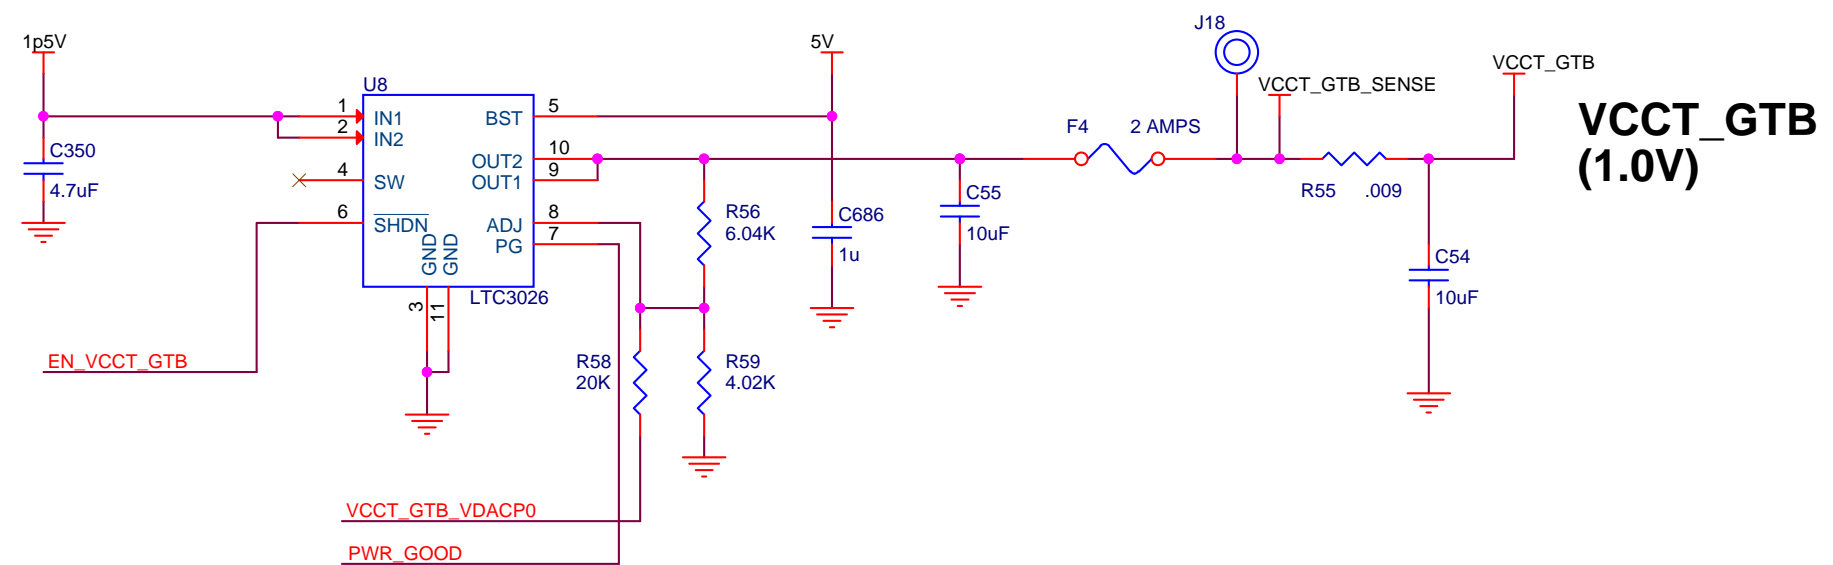 1p5V
5V
J18
VCCT_GTB_SENSE
VCCT_GTB
VCCT_GTB
(1.0V)
U8
1
2
4
6
IN1
IN2
SW
SHDN
GND
GND
BST
OUT2
OUT1
ADJ
PG
5
10
9
8
7
3
11
LTC3026
C350
4.7uF
F4
2 AMPS
R55
.009
R56
6.04K
C686
1u
C55
10uF
C54
10uF
R58
20K
R59
4.02K
EN_VCCT_GTB
VCCT_GTB_VDACP0
PWR_GOOD